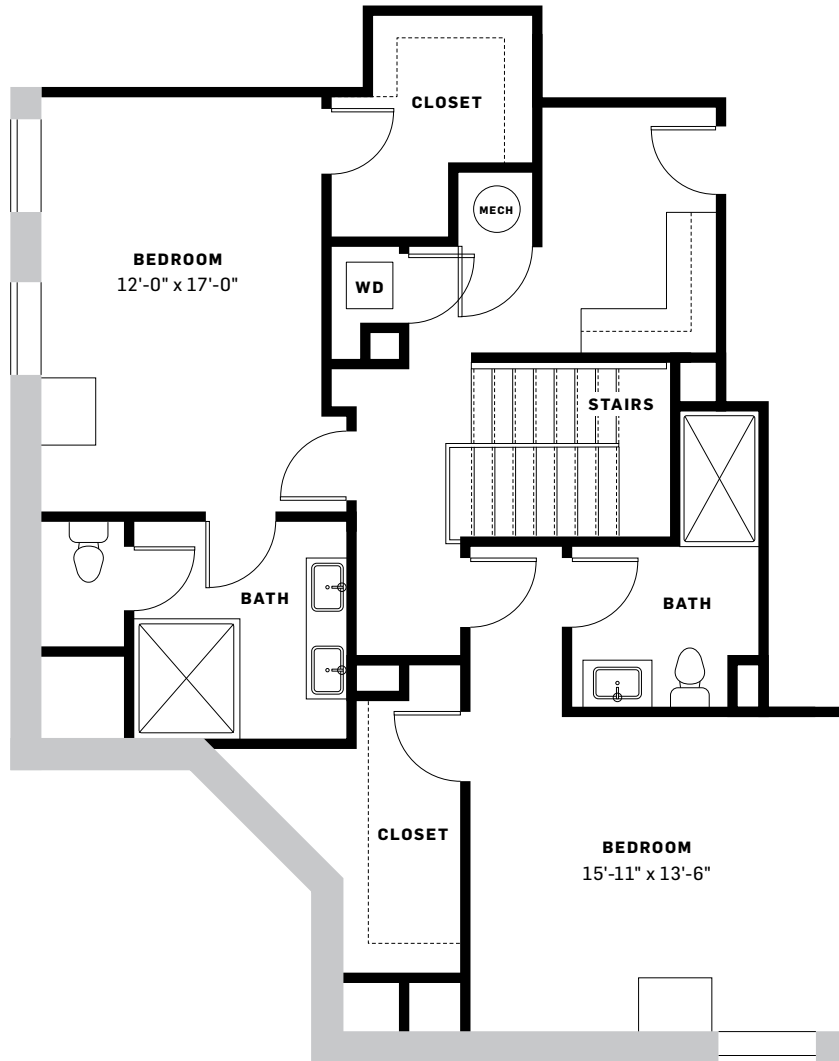 CLOSET
MECH
BEDROOM
12'-0" x 17'-0"
WD
STAIRS
BATH
BATH
CLOSET
BEDROOM
15'-11" x 13'-6"